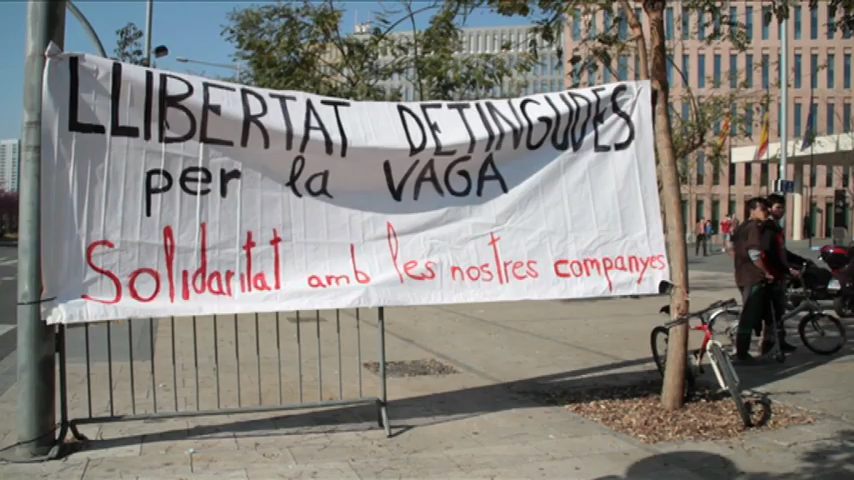 LLIBERTAT DETINGUDES
per la VAGA
Solidaritat amb les nostres companyes